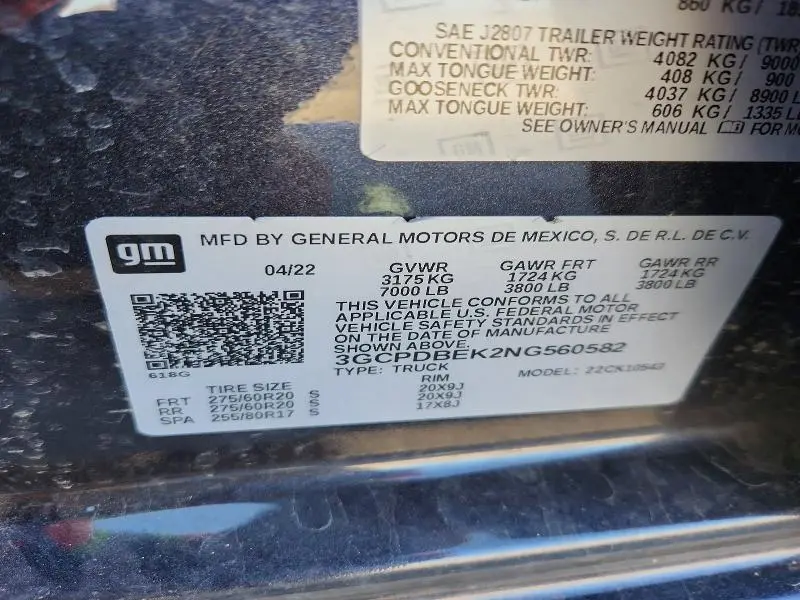 860 KG/
SAE J2807 TRAILER WEIGHT RATING (TWR
CONVENTIONAL TWR: 4082 KG/ 9000
MAX TONGUE WEIGHT: 408 KG/ 900
GOOSENECK TWR: 4037 KG/ 8900 L
MAX TONGUE WEIGHT: 606 KG/ 1335 L
SEE OWNER'S MANUAL FOR M
gm
MFD BY GENERAL MOTORS DE MEXICO, S. DE R.L. DE C.V.
04/22 GVWR GAWR FRT GAWR RR
3175 KG 1724 KG 1724 KG
7000 LB 3800 LB 3800 LB
THIS VEHICLE CONFORMS TO ALL
APPLICABLE U.S. FEDERAL MOTOR
VEHICLE SAFETY STANDARDS IN EFFECT
ON THE DATE OF MANUFACTURE
SHOWN ABOVE.
3GCPDBEK2NG560582
618G
TYPE: TRUCK MODEL: 22CK10543
TIRE SIZE RIM
FRT 275/60R20 S 20X9J
RR 275/60R20 S 20X9J
SPA 255/80R17 S 17X8J